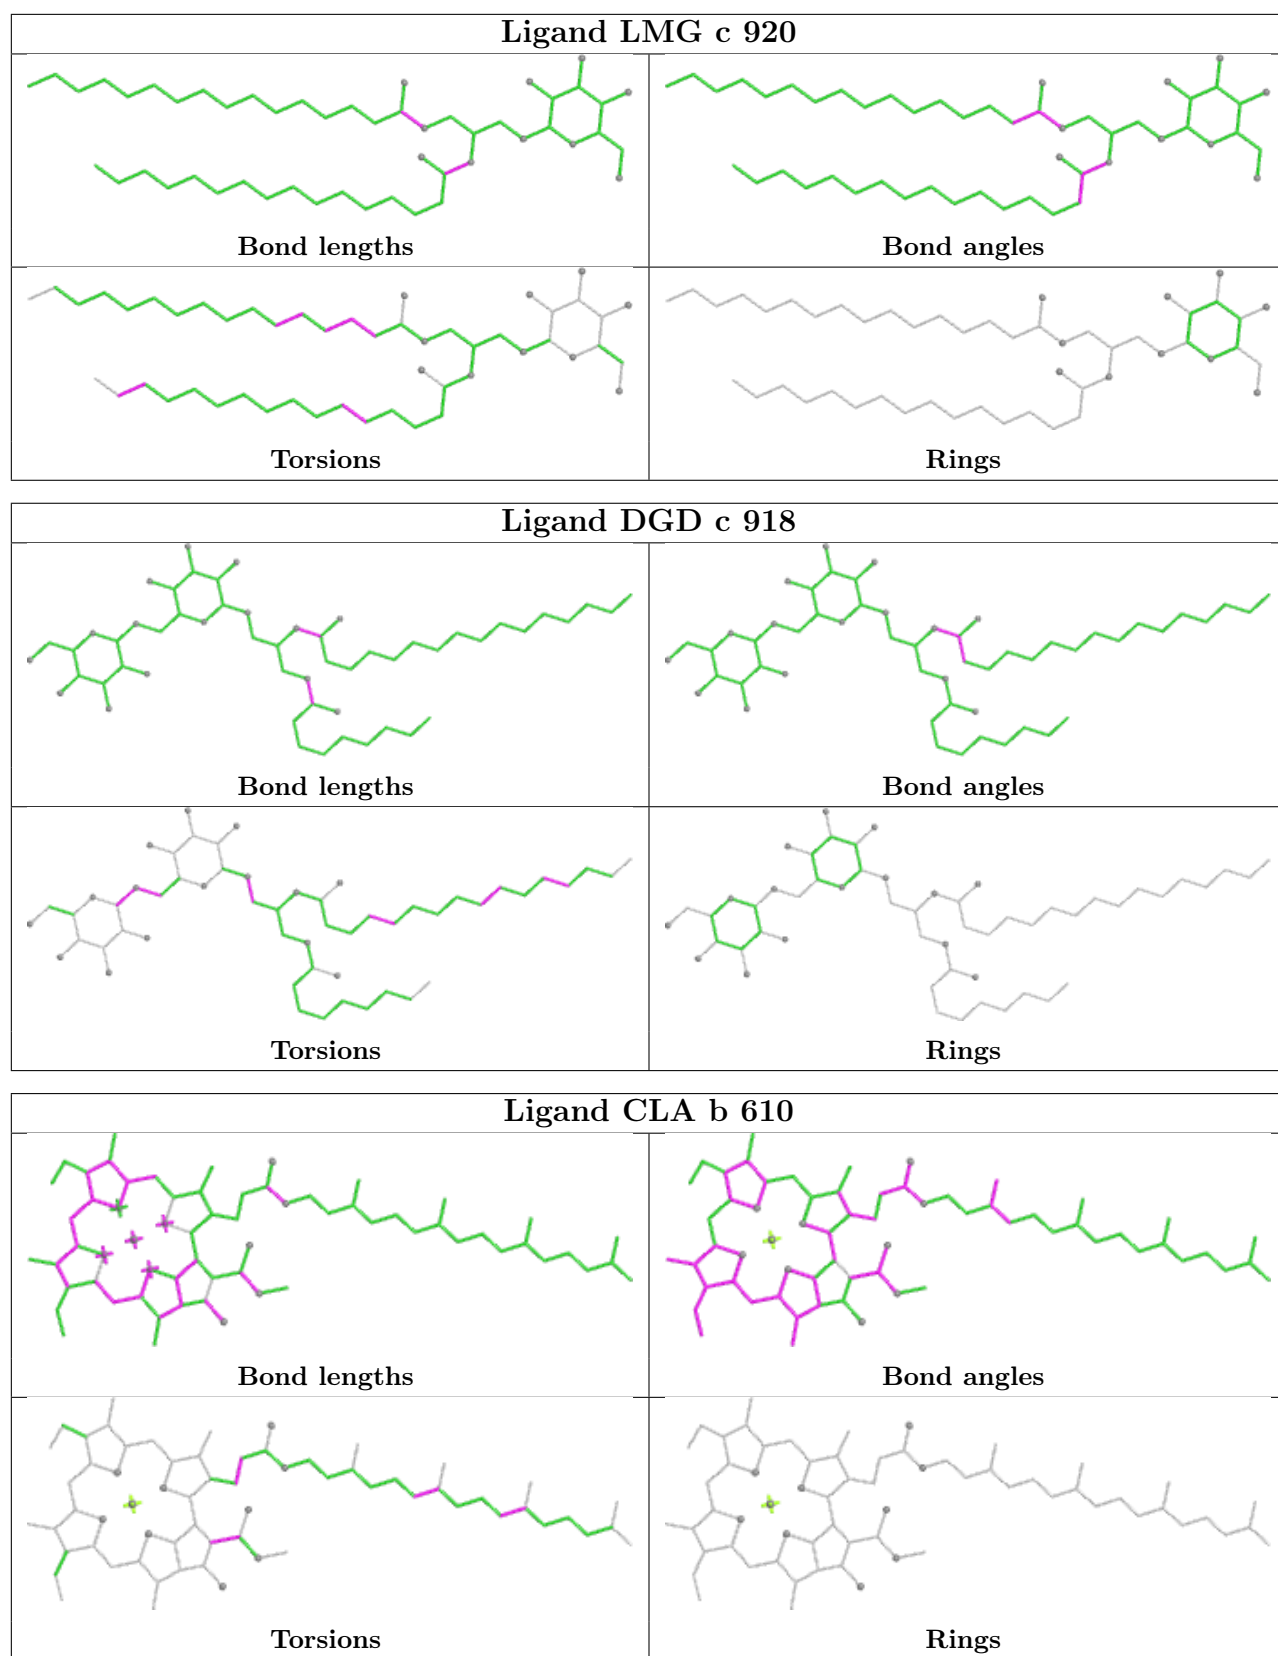 Ligand LMG c 920
Bond lengths
Bond angles
Torsions
Rings
Ligand DGD c 918
Bond lengths
Bond angles
Torsions
Rings
Ligand CLA b 610
Bond lengths
Bond angles
Torsions
Rings